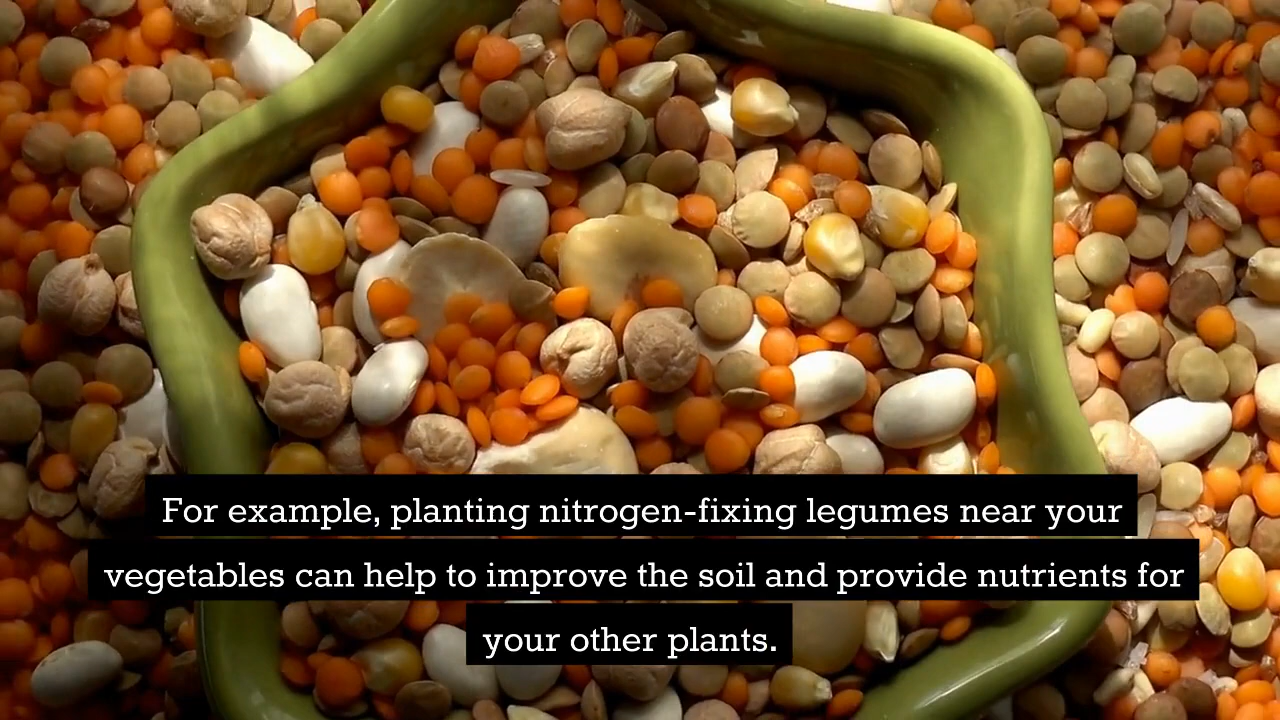 For example, planting nitrogen-fixing legumes near your
vegetables can help to improve the soil and provide nutrients for
your other plants.